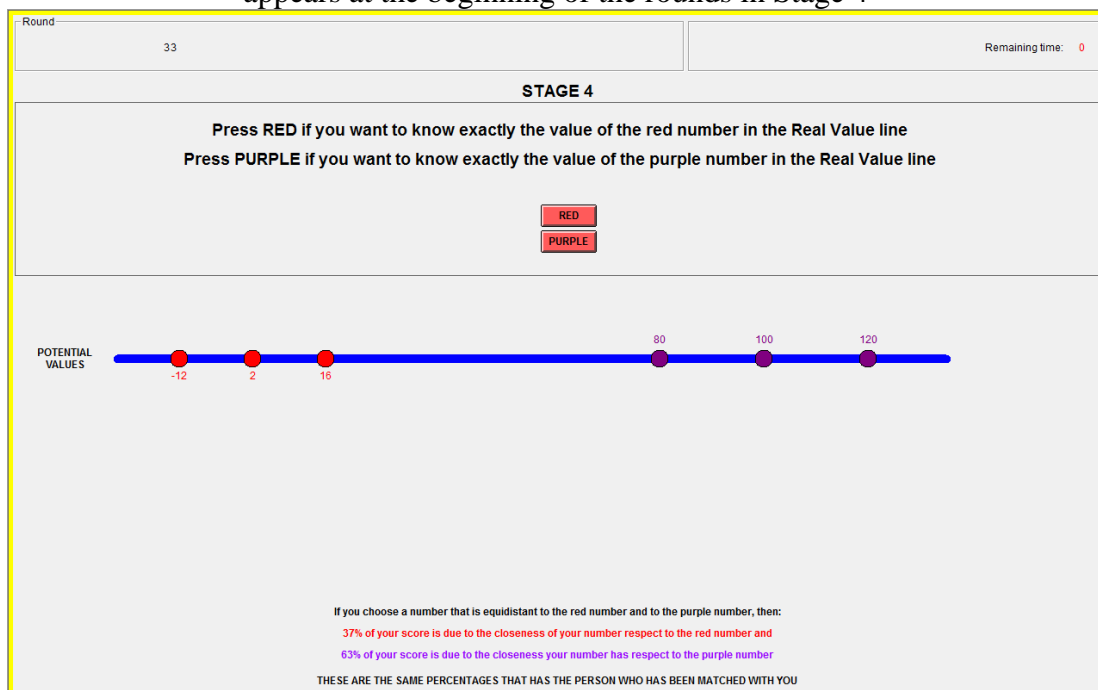 appears at the beginning of the rounds in Stage 4
Round
33
Remaining time: 0
STAGE 4
Press RED if you want to know exactly the value of the red number in the Real Value line
Press PURPLE if you want to know exactly the value of the purple number in the Real Value line
RED
PURPLE
80 100 120
POTENTIAL
VALUES
-12 2 16
If you choose a number that is equidistant to the red number and to the purple number, then:
37% of your score is due to the closeness of your number respect to the red number and
63% of your score is due to the closeness your number has respect to the purple number
THESE ARE THE SAME PERCENTAGES THAT HAS THE PERSON WHO HAS BEEN MATCHED WITH YOU